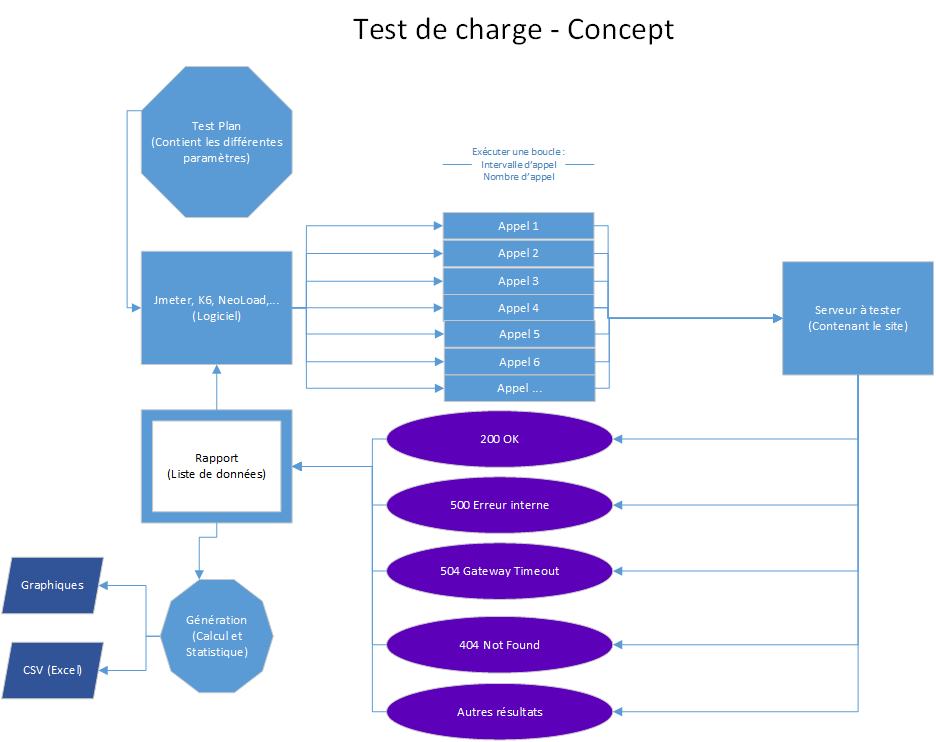 Test de charge - Concept
Test Plan
(Contient les différentes
paramètres)
Exécuter une boucle :
Intervalle d'appel
Nombre d'appel
Appel 1
Appel 2
Appel 3
Appel 4
Appel 5
Appel 6
Appel ...
Jmeter, K6, NeoLoad,...
(Logiciel)
Serveur à tester
(Contenant le site)
200 OK
500 Erreur interne
504 Gateway Timeout
404 Not Found
Autres résultats
Rapport
(Liste de données)
Génération
(Calcul et
Statistique)
Graphiques
CSV (Excel)